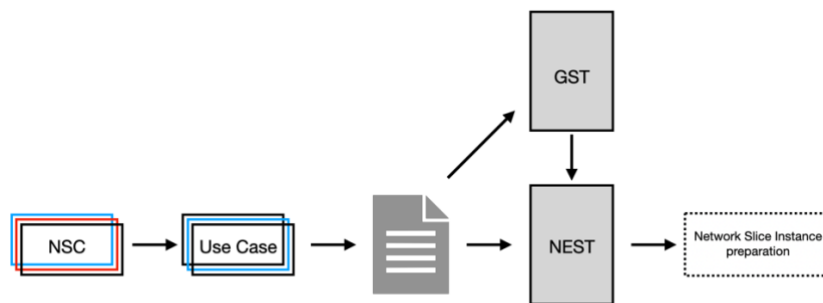 GST
NSC
Use Case
NEST
Network Slice Instance
preparation